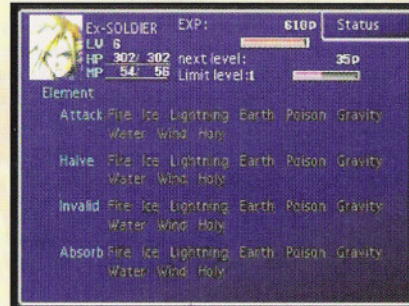 Ex-SOLDIER EXP: 610p Status
LV 6
HP 302/ 302 next level: 35p
MP 54/ 56 Limit level:1
Element
Attack Fire Ice Lightning Earth Poison Gravity
Water Wind Holy
Halve Fire Ice Lightning Earth Poison Gravity
Water Wind Holy
Invalid Fire Ice Lightning Earth Poison Gravity
Water Wind Holy
Absorb Fire Ice Lightning Earth Poison Gravity
Water Wind Holy